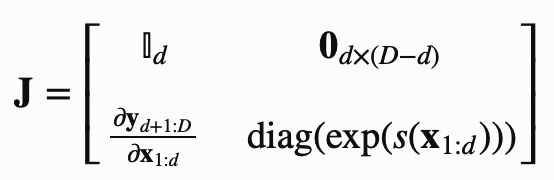 J = [ 𝕀_d 0_{d×(D−d)}
∂y_{d+1:D} / ∂x_{1:d} diag(exp(s(x_{1:d}))) ]